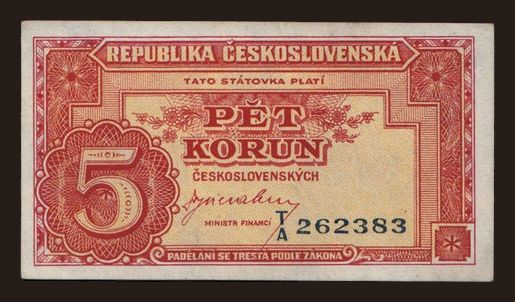 REPUBLIKA ČESKOSLOVENSKÁ
TATO STÁTOVKA PLATÍ
PĚT
KORUN
ČESKOSLOVENSKÝCH
5
MINISTR FINANCÍ
T/A 262383
PADĚLÁNÍ SE TRESTÁ PODLE ZÁKONA